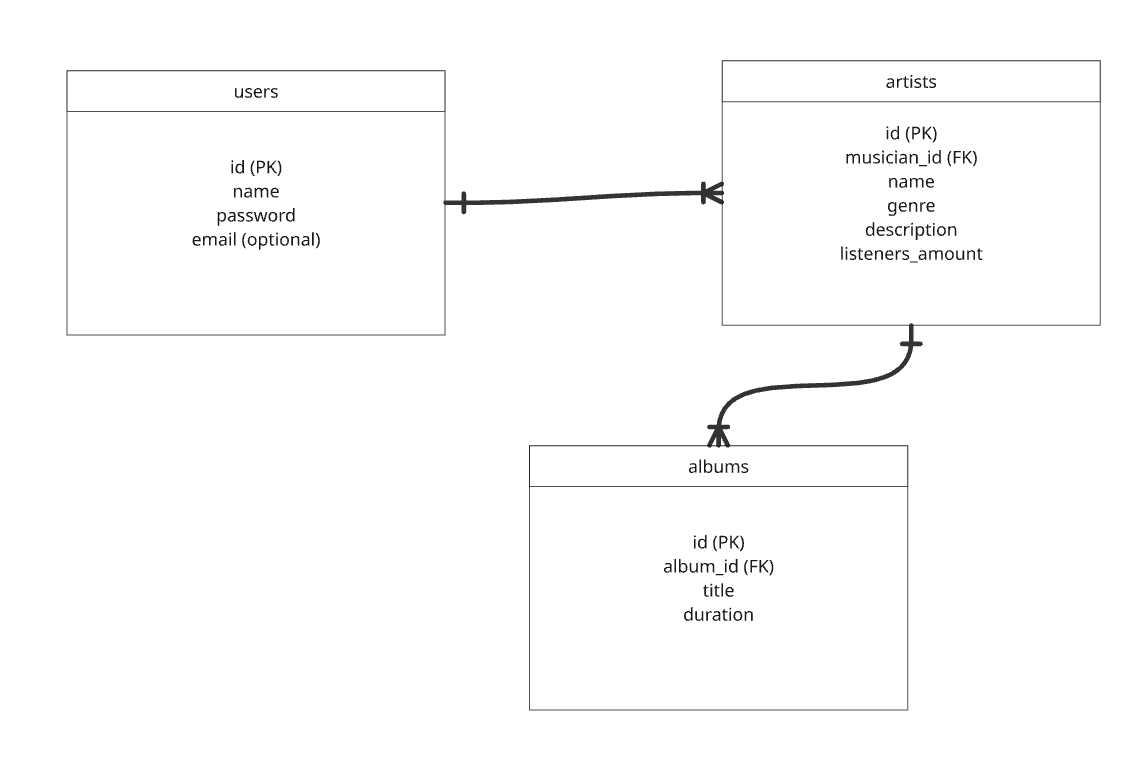 users
id (PK)
name
password
email (optional)
artists
id (PK)
musician_id (FK)
name
genre
description
listeners_amount
albums
id (PK)
album_id (FK)
title
duration